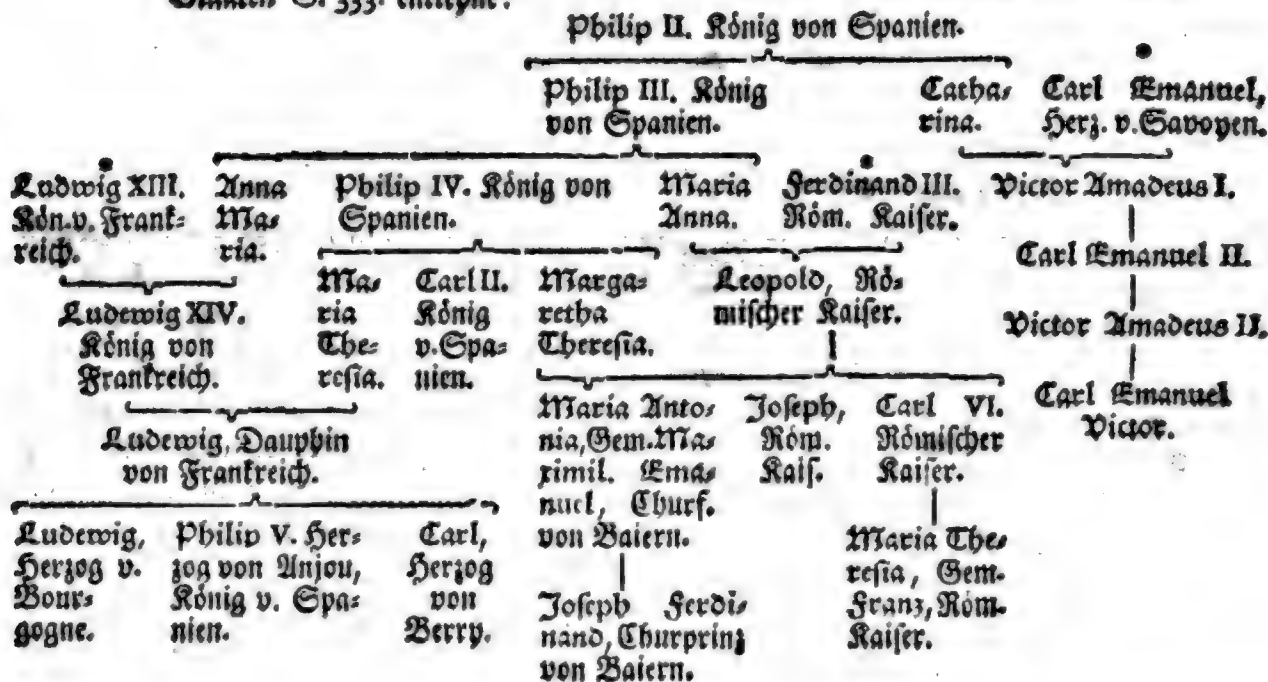 S. 333.
Philip II. König von Spanien.
Philip III. König
von Spanien.
Catha-
rina.
Carl Emanuel,
Herz. v. Savoyen.
Ludwig XIII.
Kön. v. Frank-
reich.
Anna
Ma-
ria.
Philip IV. König von
Spanien.
Maria
Anna.
Ferdinand III.
Röm. Kaiser.
Victor Amadeus I.
Ludewig XIV.
König von
Frankreich.
Ma-
ria
The-
resia.
Carl II.
König
v. Spa-
nien.
Marga-
retha
Theresia.
Leopold, Rö-
mischer Kaiser.
Carl Emanuel II.
Victor Amadeus II.
Carl Emanuel
Victor.
Ludewig, Dauphin
von Frankreich.
Maria Anto-
nia, Gem. Ma-
ximil. Ema-
nuel, Churf.
von Baiern.
Joseph,
Röm.
Kais.
Carl VI.
Römischer
Kaiser.
Ludewig,
Herzog v.
Bour-
gogne.
Philip V. Her-
zog von Anjou,
König v. Spa-
nien.
Carl,
Herzog
von
Berry.
Joseph Ferdi-
nand, Churprinz
von Baiern.
Maria The-
resia, Gem.
Franz, Röm.
Kaiser.